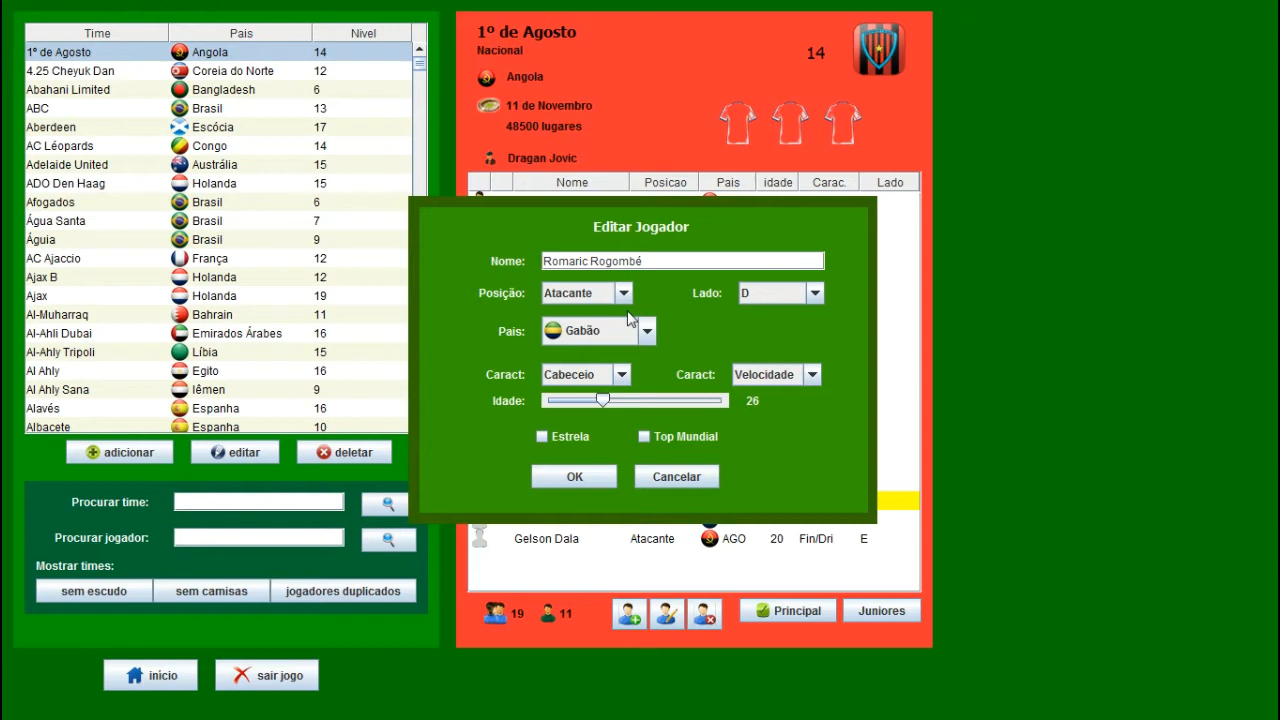 Time Pais Nivel
1º de Agosto Angola 14
4.25 Cheyuk Dan Coreia do Norte 12
Abahani Limited Bangladesh 6
ABC Brasil 13
Aberdeen Escócia 17
AC Léopards Congo 14
Adelaide United Austrália 15
ADO Den Haag Holanda 15
Afogados Brasil 6
Água Santa Brasil 7
Águia Brasil 9
AC Ajaccio França 12
Ajax B Holanda 12
Ajax Holanda 19
Al-Muharraq Bahrain 11
Al-Ahli Dubai Emirados Árabes 16
Al-Ahly Tripoli Líbia 15
Al Ahly Egito 16
Al Ahly Sana Iêmen 9
Alavés Espanha 16
Albacete Espanha 10
adicionar editar deletar
Procurar time:
Procurar jogador:
Mostrar times:
sem escudo sem camisas jogadores duplicados
início sair jogo
1º de Agosto
Nacional
14
Angola
11 de Novembro
48500 lugares
Dragan Jovic
Nome Posicao Pais idade Carac. Lado
Editar Jogador
Nome: Romaric Rogombé
Posição: Atacante Lado: D
Pais: Gabão
Caract: Cabeceio Caract: Velocidade
Idade: 26
Estrela Top Mundial
OK Cancelar
Gelson Dala Atacante AGO 20 Fin/Dri E
19 11 Principal Juniores